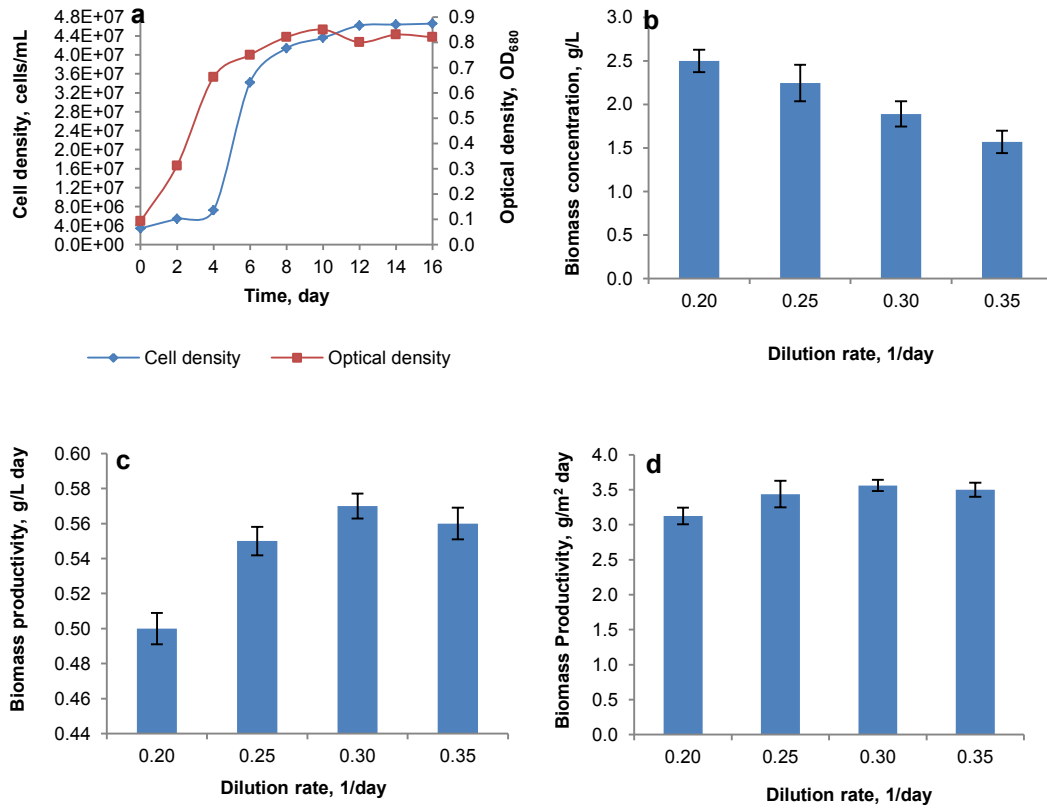 a
Cell density, cells/mL
4.8E+07
4.4E+07
4.0E+07
3.6E+07
3.2E+07
2.8E+07
2.4E+07
2.0E+07
1.6E+07
1.2E+07
8.0E+06
4.0E+06
0.0E+00
0.9
0.8
0.7
0.6
0.5
0.4
0.3
0.2
0.1
0.0
Optical density, OD680
0 2 4 6 8 10 12 14 16
Time, day
Cell density Optical density
b
Biomass concentration, g/L
3.0
2.5
2.0
1.5
1.0
0.5
0.0
0.20 0.25 0.30 0.35
Dilution rate, 1/day
c
Biomass productivity, g/L day
0.60
0.58
0.56
0.54
0.52
0.50
0.48
0.46
0.44
0.20 0.25 0.30 0.35
Dilution rate, 1/day
d
Biomass Productivity, g/m² day
4.0
3.5
3.0
2.5
2.0
1.5
1.0
0.5
0.0
0.20 0.25 0.30 0.35
Dilution rate, 1/day